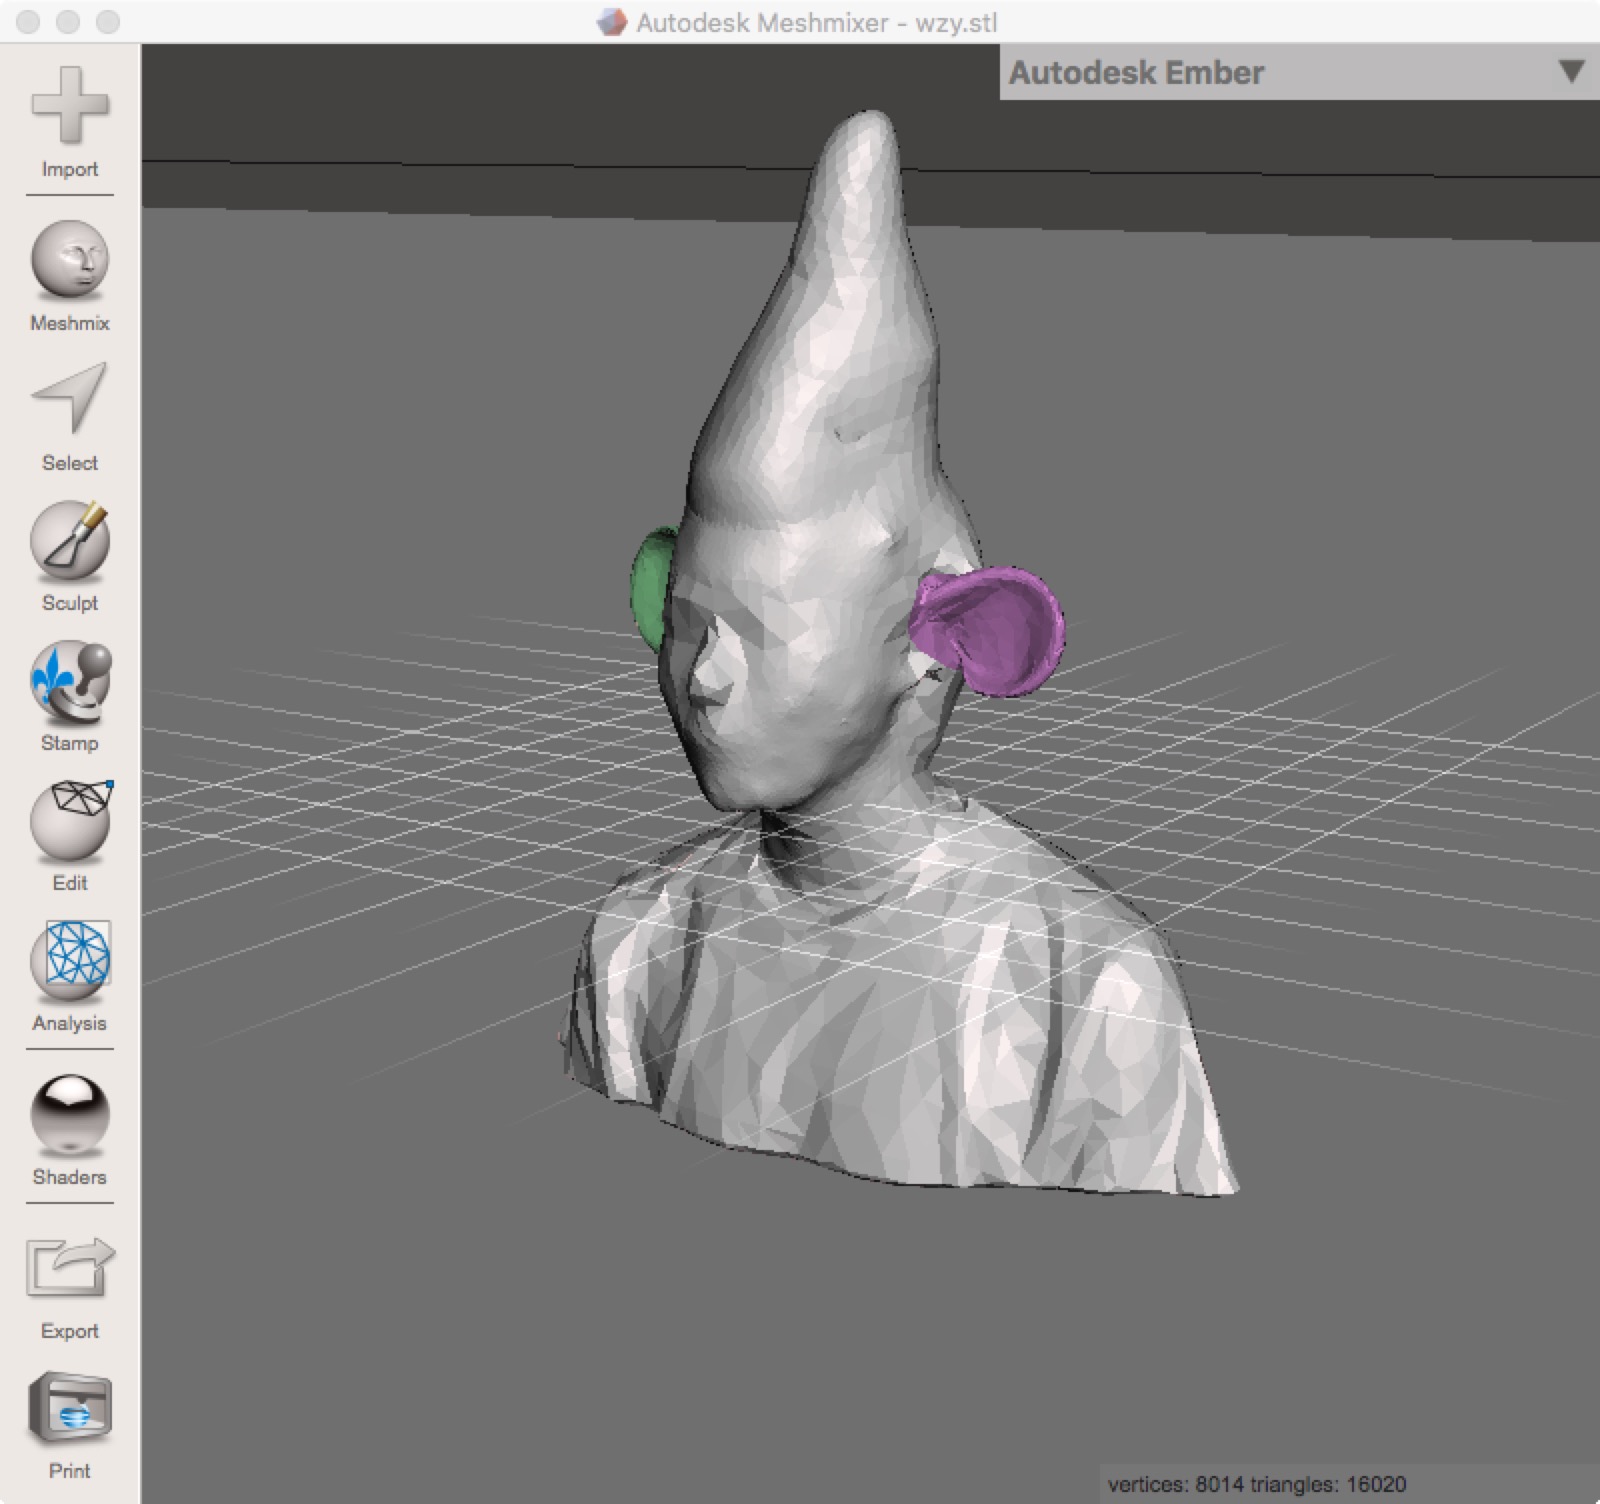 Autodesk Meshmixer - wzy.stl
Autodesk Ember
Import
Meshmix
Select
Sculpt
Stamp
Edit
Analysis
Shaders
Export
Print
vertices: 8014 triangles: 16020